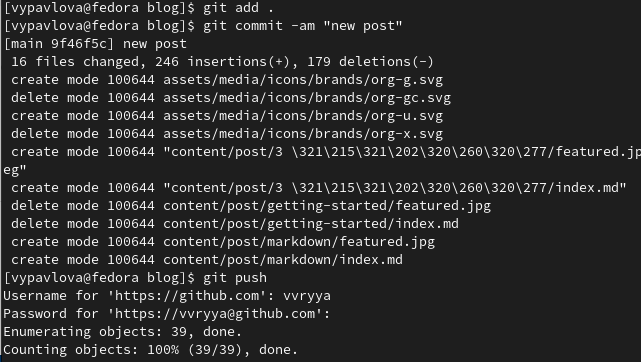 [vypavlova@fedora blog]$ git add .
[vypavlova@fedora blog]$ git commit -am "new post"
[main 9f46f5c] new post
 16 files changed, 246 insertions(+), 179 deletions(-)
 create mode 100644 assets/media/icons/brands/org-g.svg
 delete mode 100644 assets/media/icons/brands/org-gc.svg
 create mode 100644 assets/media/icons/brands/org-u.svg
 delete mode 100644 assets/media/icons/brands/org-x.svg
 create mode 100644 "content/post/3 \321\215\321\202\320\260\320\277/featured.jp
eg"
 create mode 100644 "content/post/3 \321\215\321\202\320\260\320\277/index.md"
 delete mode 100644 content/post/getting-started/featured.jpg
 delete mode 100644 content/post/getting-started/index.md
 create mode 100644 content/post/markdown/featured.jpg
 create mode 100644 content/post/markdown/index.md
[vypavlova@fedora blog]$ git push
Username for 'https://github.com': vvryya
Password for 'https://vvryya@github.com':
Enumerating objects: 39, done.
Counting objects: 100% (39/39), done.